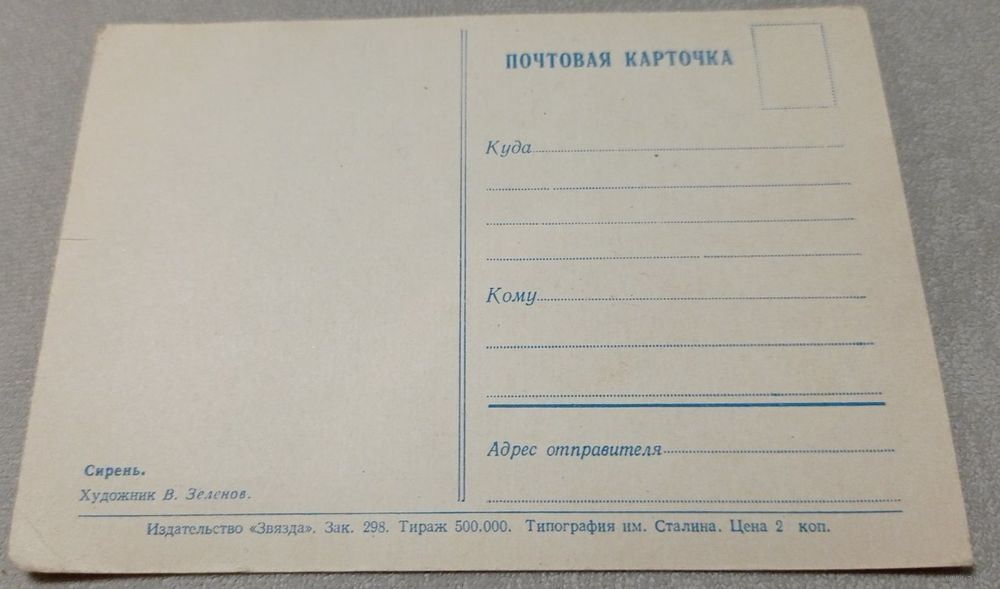 ПОЧТОВАЯ КАРТОЧКА
Куда
Кому
Адрес отправителя
Сирень.
Художник В. Зеленов.
Издательство «Звязда». Зак. 298. Тираж 500.000. Типография им. Сталина. Цена 2 коп.